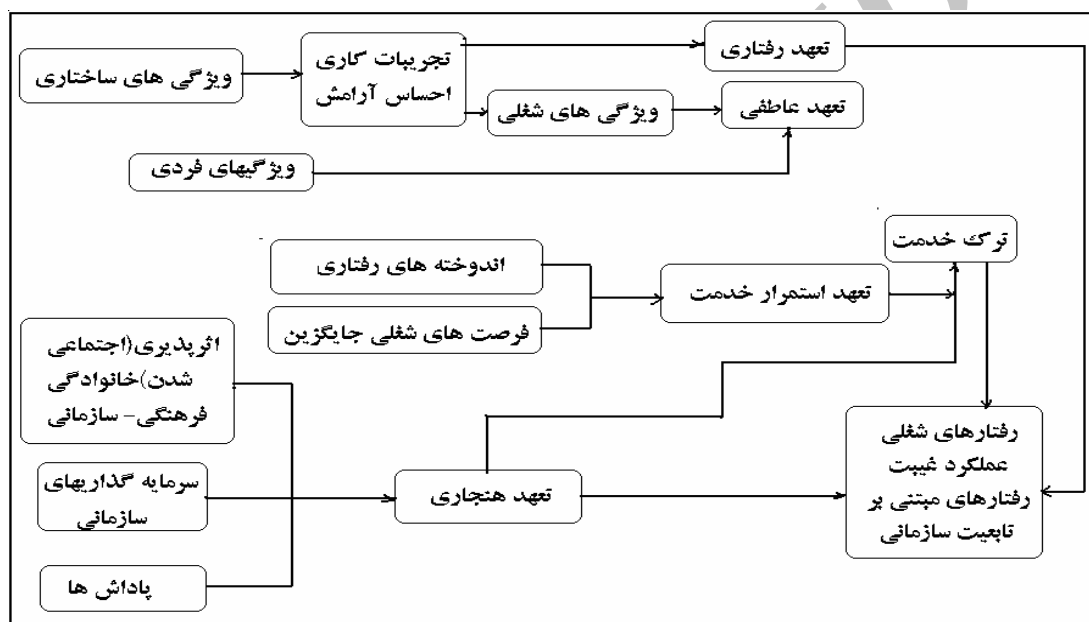 ویژگی های ساختاری
تجریبات کاری
احساس آرامش
تعهد رفتاری
ویژگی های شغلی
تعهد عاطفی
ویژگیهای فردی
ترک خدمت
اندوخته های رفتاری
تعهد استمرار خدمت
فرصت های شغلی جایگزین
اثرپذیری(اجتماعی
شدن)خانوادگی
فرهنگی- سازمانی
سرمایه گذاریهای
سازمانی
پاداش ها
تعهد هنجاری
رفتارهای شغلی
عملکرد غیبت
رفتارهای مبتنی بر
تابعیت سازمانی